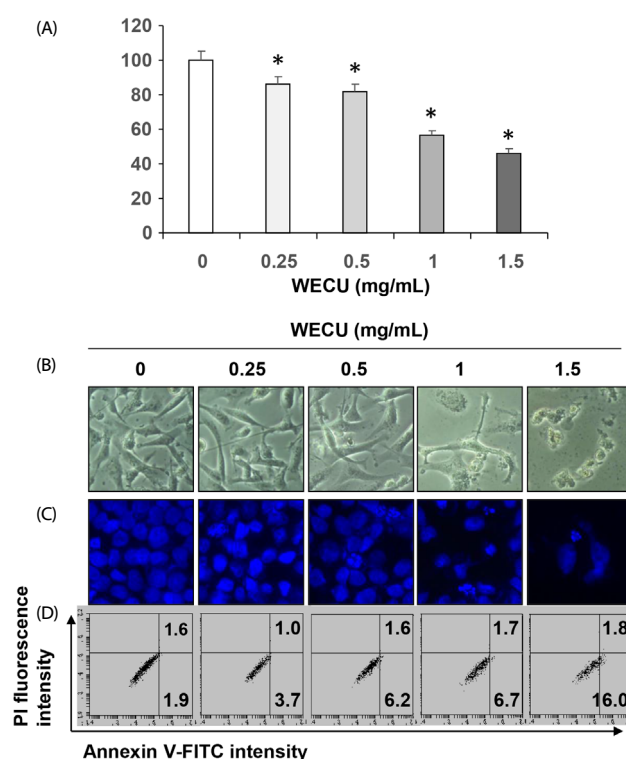 (A)
120
100
80
60
40
20
0
* * * *
0 0.25 0.5 1 1.5
WECU (mg/mL)
WECU (mg/mL)
(B) 0 0.25 0.5 1 1.5
(C)
(D)
1.6 1.0 1.6 1.7 1.8
1.9 3.7 6.2 6.7 16.0
PI fluorescence
intensity
Annexin V-FITC intensity